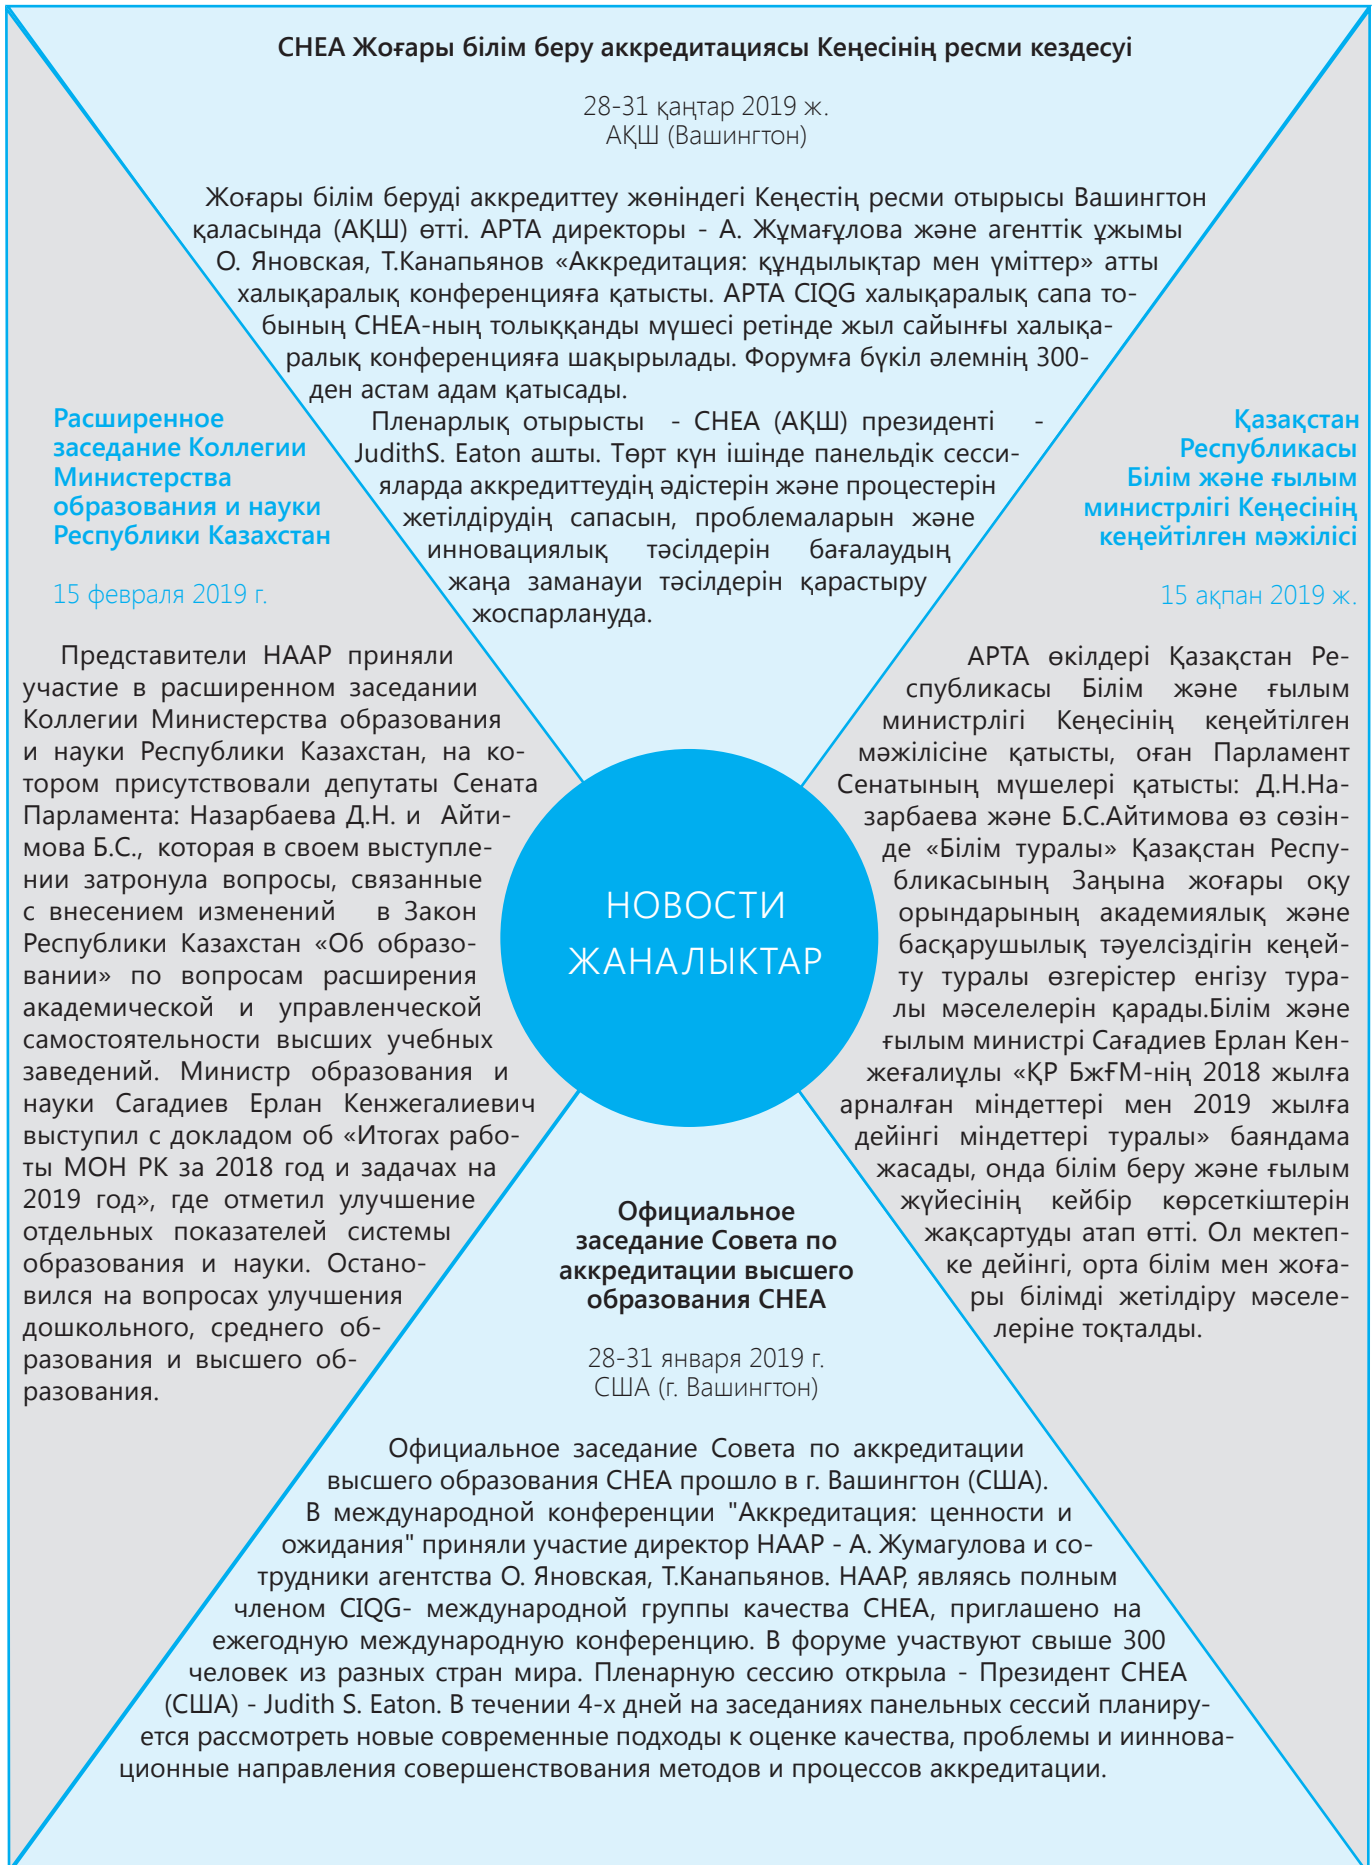 СНЕА Жоғары білім беру аккредитациясы Кеңесінің ресми кездесуі
28-31 қаңтар 2019 ж.
АҚШ (Вашингтон)
Жоғары білім беруді аккредиттеу жөніндегі Кеңестің ресми отырысы Вашингтон
қаласында (АҚШ) өтті. АРТА директоры - А. Жұмағұлова және агенттік ұжымы
О. Яновская, Т.Канапьянов «Аккредитация: құндылықтар мен үміттер» атты
халықаралық конференцияға қатысты. АРТА CIQG халықаралық сапа то-
бының СНЕА-ның толыққанды мүшесі ретінде жыл сайынғы халықа-
ралық конференцияға шақырылады. Форумға бүкіл әлемнің 300-
ден астам адам қатысады.
Пленарлық отырысты - СНЕА (АҚШ) президенті -
JudithS. Eaton ашты. Төрт күн ішінде панельдік сесси-
яларда аккредиттеудің әдістерін және процестерін
жетілдірудің сапасын, проблемаларын және
инновациялық тәсілдерін бағалаудың
жаңа заманауи тәсілдерін қарастыру
жоспарлануда.
Расширенное
заседание Коллегии
Министерства
образования и науки
Республики Казахстан
15 февраля 2019 г.
Представители НААР приняли
участие в расширенном заседании
Коллегии Министерства образования
и науки Республики Казахстан, на ко-
тором присутствовали депутаты Сената
Парламента: Назарбаева Д.Н. и Айти-
мова Б.С., которая в своем выступле-
нии затронула вопросы, связанные
с внесением изменений в Закон
Республики Казахстан «Об образо-
вании» по вопросам расширения
академической и управленческой
самостоятельности высших учебных
заведений. Министр образования и
науки Сагадиев Ерлан Кенжегалиевич
выступил с докладом об «Итогах рабо-
ты МОН РК за 2018 год и задачах на
2019 год», где отметил улучшение
отдельных показателей системы
образования и науки. Остано-
вился на вопросах улучшения
дошкольного, среднего об-
разования и высшего об-
разования.
НОВОСТИ
ЖАНАЛЫКТАР
Қазақстан
Республикасы
Білім және ғылым
министрлігі Кеңесінің
кеңейтілген мәжілісі
15 ақпан 2019 ж.
АРТА өкілдері Қазақстан Ре-
спубликасы Білім және ғылым
министрлігі Кеңесінің кеңейтілген
мәжілісіне қатысты, оған Парламент
Сенатының мүшелері қатысты: Д.Н.На-
зарбаева және Б.С.Айтимова өз сөзін-
де «Білім туралы» Қазақстан Респу-
бликасының Заңына жоғары оқу
орындарының академиялық және
басқарушылық тәуелсіздігін кеңей-
ту туралы өзгерістер енгізу тура-
лы мәселелерін қарады.Білім және
ғылым министрі Сағадиев Ерлан Кен-
жеғалиұлы «ҚР БжҒМ-нің 2018 жылға
арналған міндеттері мен 2019 жылға
дейінгі міндеттері туралы» баяндама
жасады, онда білім беру және ғылым
жүйесінің кейбір көрсеткіштерін
жақсартуды атап өтті. Ол мектеп-
ке дейінгі, орта білім мен жоға-
ры білімді жетілдіру мәселе-
леріне тоқталды.
Официальное
заседание Совета по
аккредитации высшего
образования СНЕА
28-31 января 2019 г.
США (г. Вашингтон)
Официальное заседание Совета по аккредитации
высшего образования СНЕА прошло в г. Вашингтон (США).
В международной конференции "Аккредитация: ценности и
ожидания" приняли участие директор НААР - А. Жумагулова и со-
трудники агентства О. Яновская, Т.Канапьянов. НААР, являясь полным
членом CIQG- международной группы качества СНЕА, приглашено на
ежегодную международную конференцию. В форуме участвуют свыше 300
человек из разных стран мира. Пленарную сессию открыла - Президент СНЕА
(США) - Judith S. Eaton. В течении 4-х дней на заседаниях панельных сессий планиру-
ется рассмотреть новые современные подходы к оценке качества, проблемы и ииннова-
ционные направления совершенствования методов и процессов аккредитации.